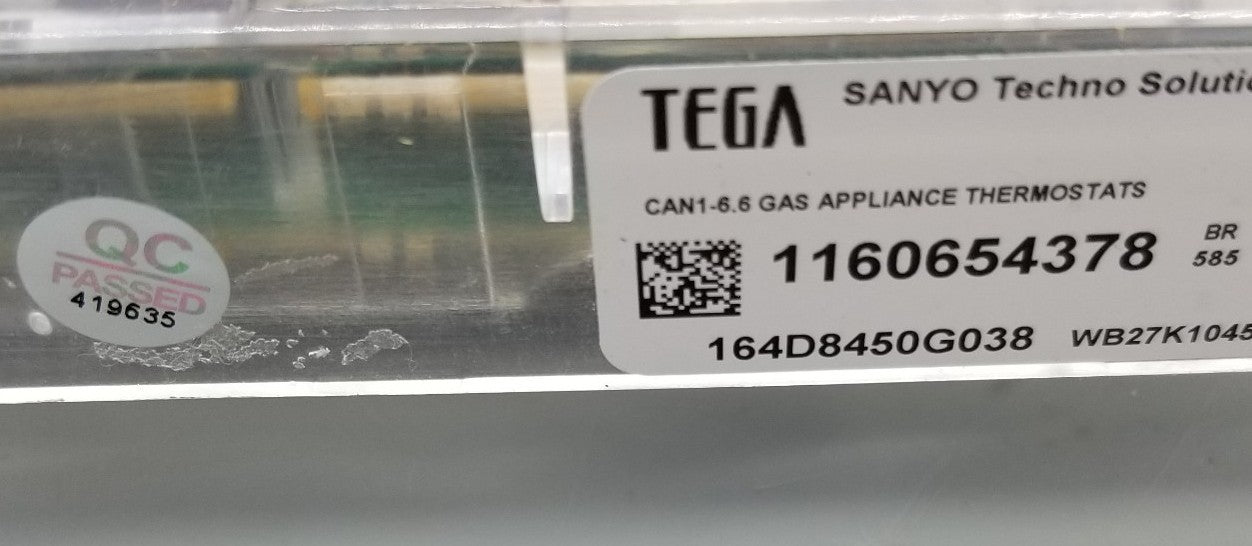 TEGA SANYO Techno Solutio
CAN1-6.6 GAS APPLIANCE THERMOSTATS
1160654378 BR
585
164D8450G038 WB27K1045
QC
PASSED
419635